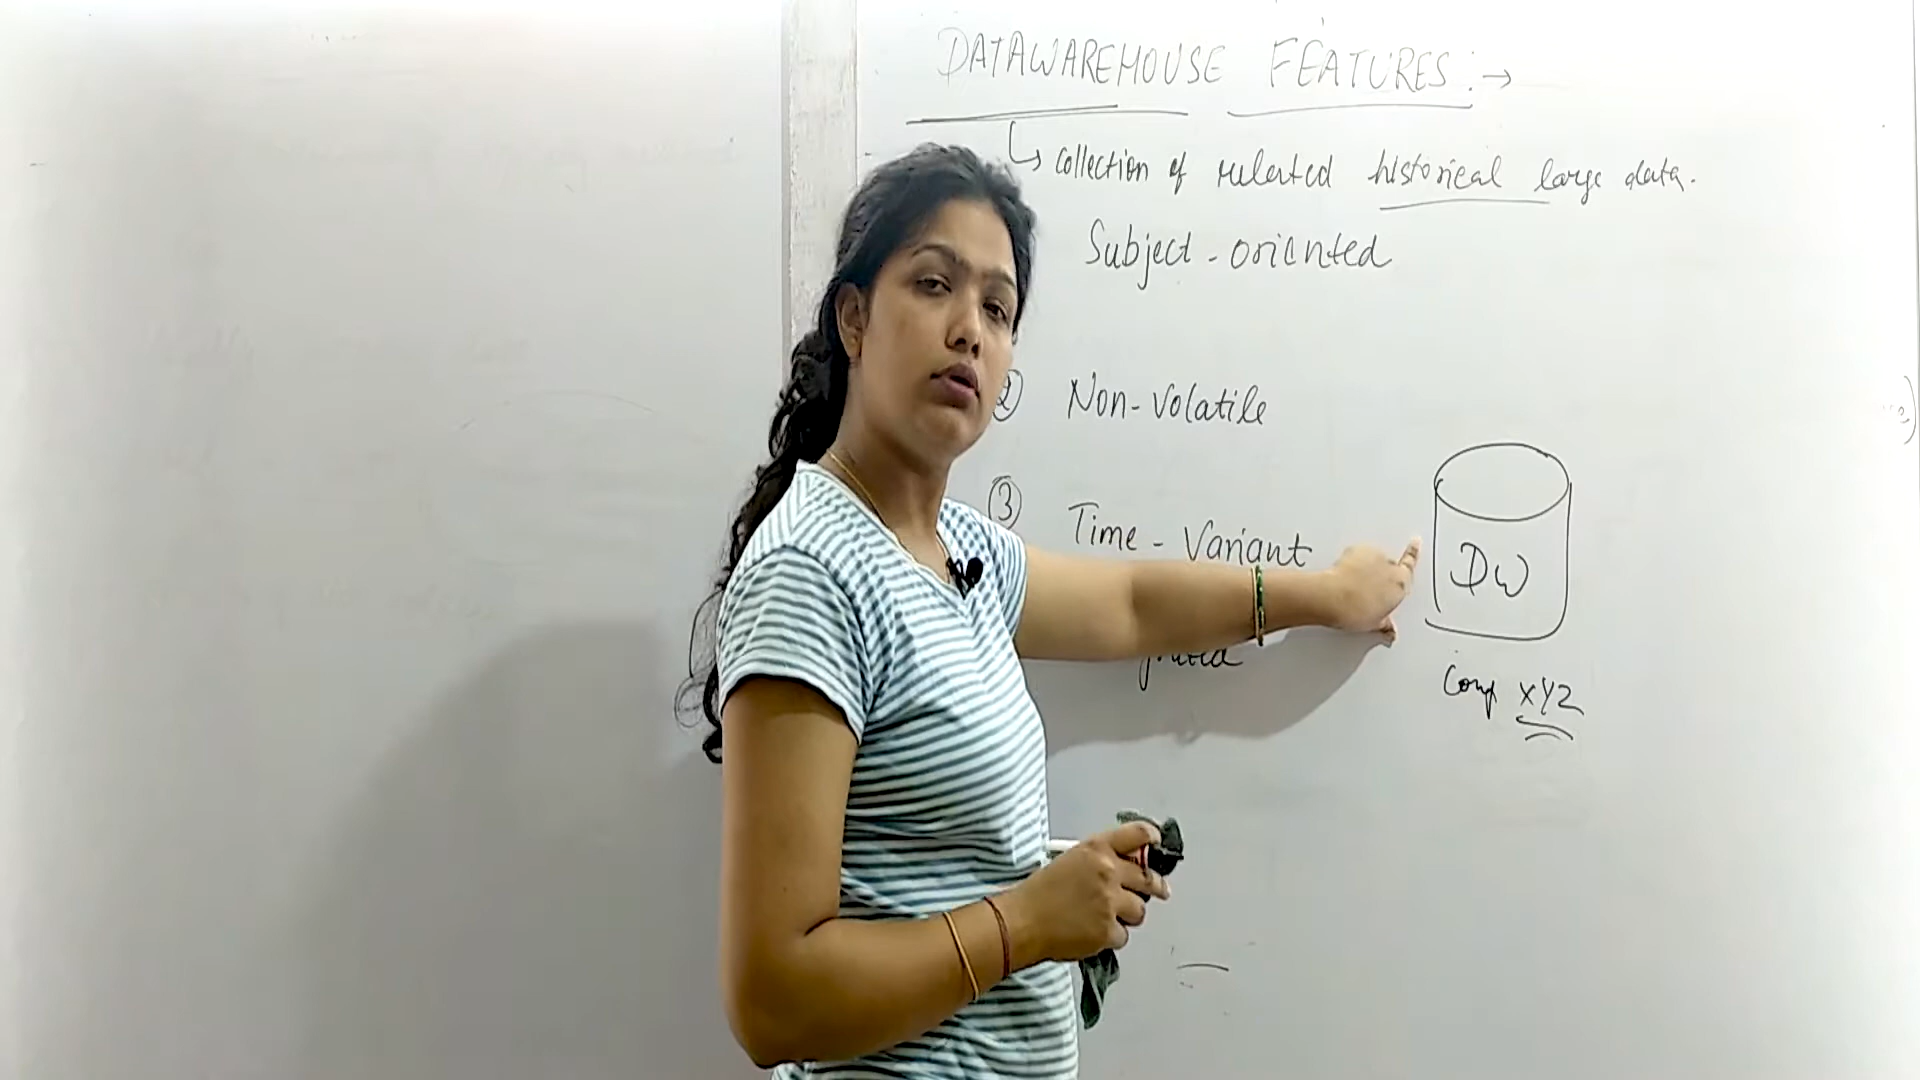 DATAWAREHOUSE FEATURES :→
↳ collection of related historical large data.
Subject - oriented
② Non-Volatile
③ Time - Variant
DW
Comp XYZ